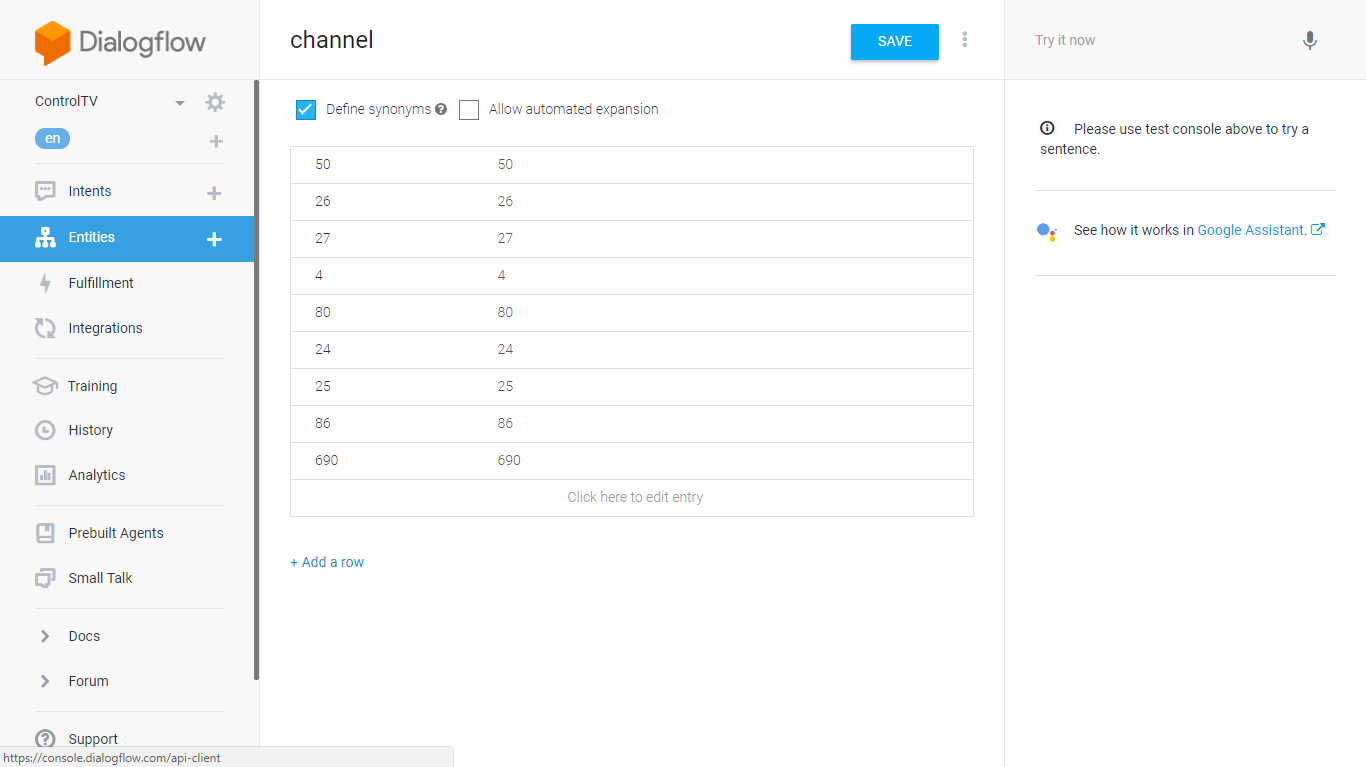 Dialogflow
ControlTV
en
Intents
Entities
Fulfillment
Integrations
Training
History
Analytics
Prebuilt Agents
Small Talk
Docs
Forum
Support
https://console.dialogflow.com/api-client
channel
SAVE
Define synonyms ? Allow automated expansion
50 50
26 26
27 27
4 4
80 80
24 24
25 25
86 86
690 690
Click here to edit entry
+ Add a row
Try it now
Please use test console above to try a
sentence.
See how it works in Google Assistant.